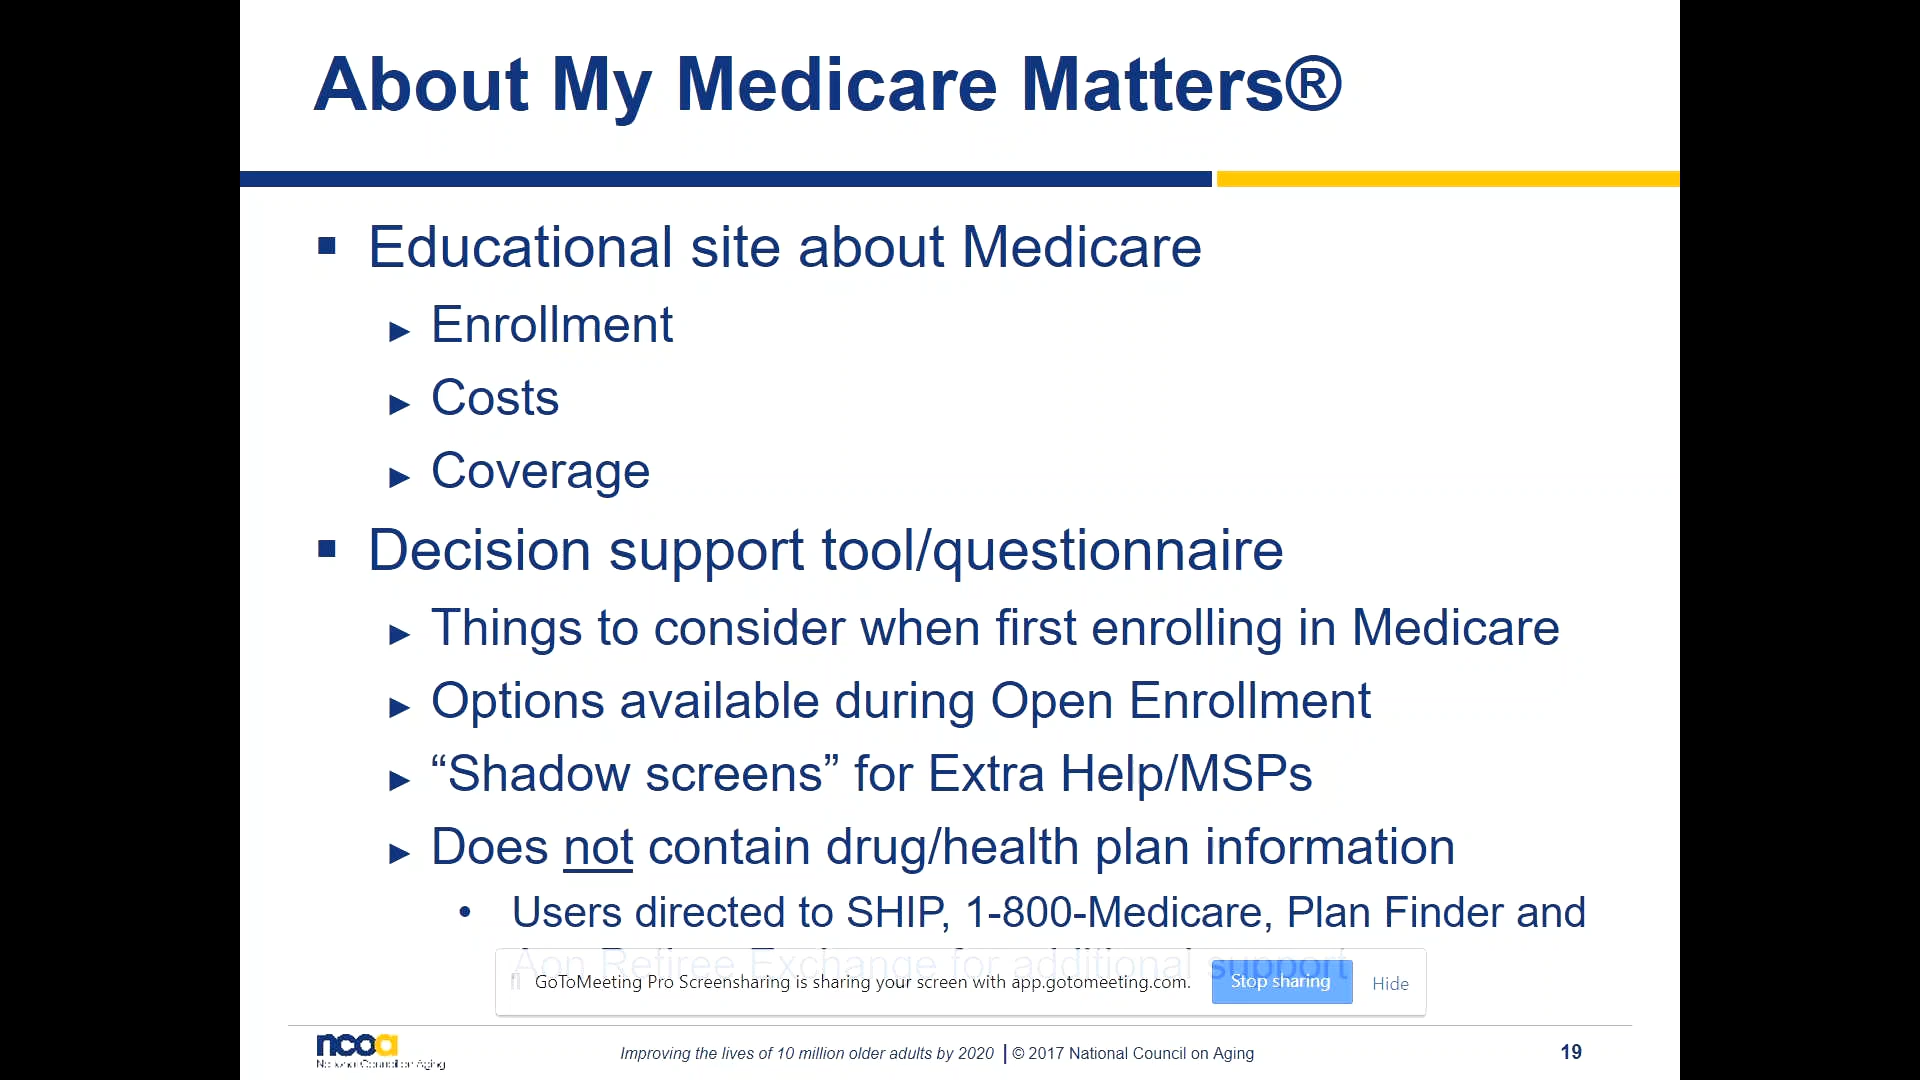 About My Medicare Matters®
Educational site about Medicare
Enrollment
Costs
Coverage
Decision support tool/questionnaire
Things to consider when first enrolling in Medicare
Options available during Open Enrollment
“Shadow screens” for Extra Help/MSPs
Does not contain drug/health plan information
Users directed to SHIP, 1-800-Medicare, Plan Finder and
Aon Retiree Exchange for additional support
GoToMeeting Pro Screensharing is sharing your screen with app.gotomeeting.com.
Stop sharing
Hide
ncoa
National Council on Aging
Improving the lives of 10 million older adults by 2020 | © 2017 National Council on Aging
19